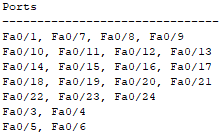 Ports
-------------------------------
Fa0/1, Fa0/7, Fa0/8, Fa0/9
Fa0/10, Fa0/11, Fa0/12, Fa0/13
Fa0/14, Fa0/15, Fa0/16, Fa0/17
Fa0/18, Fa0/19, Fa0/20, Fa0/21
Fa0/22, Fa0/23, Fa0/24
Fa0/3, Fa0/4
Fa0/5, Fa0/6